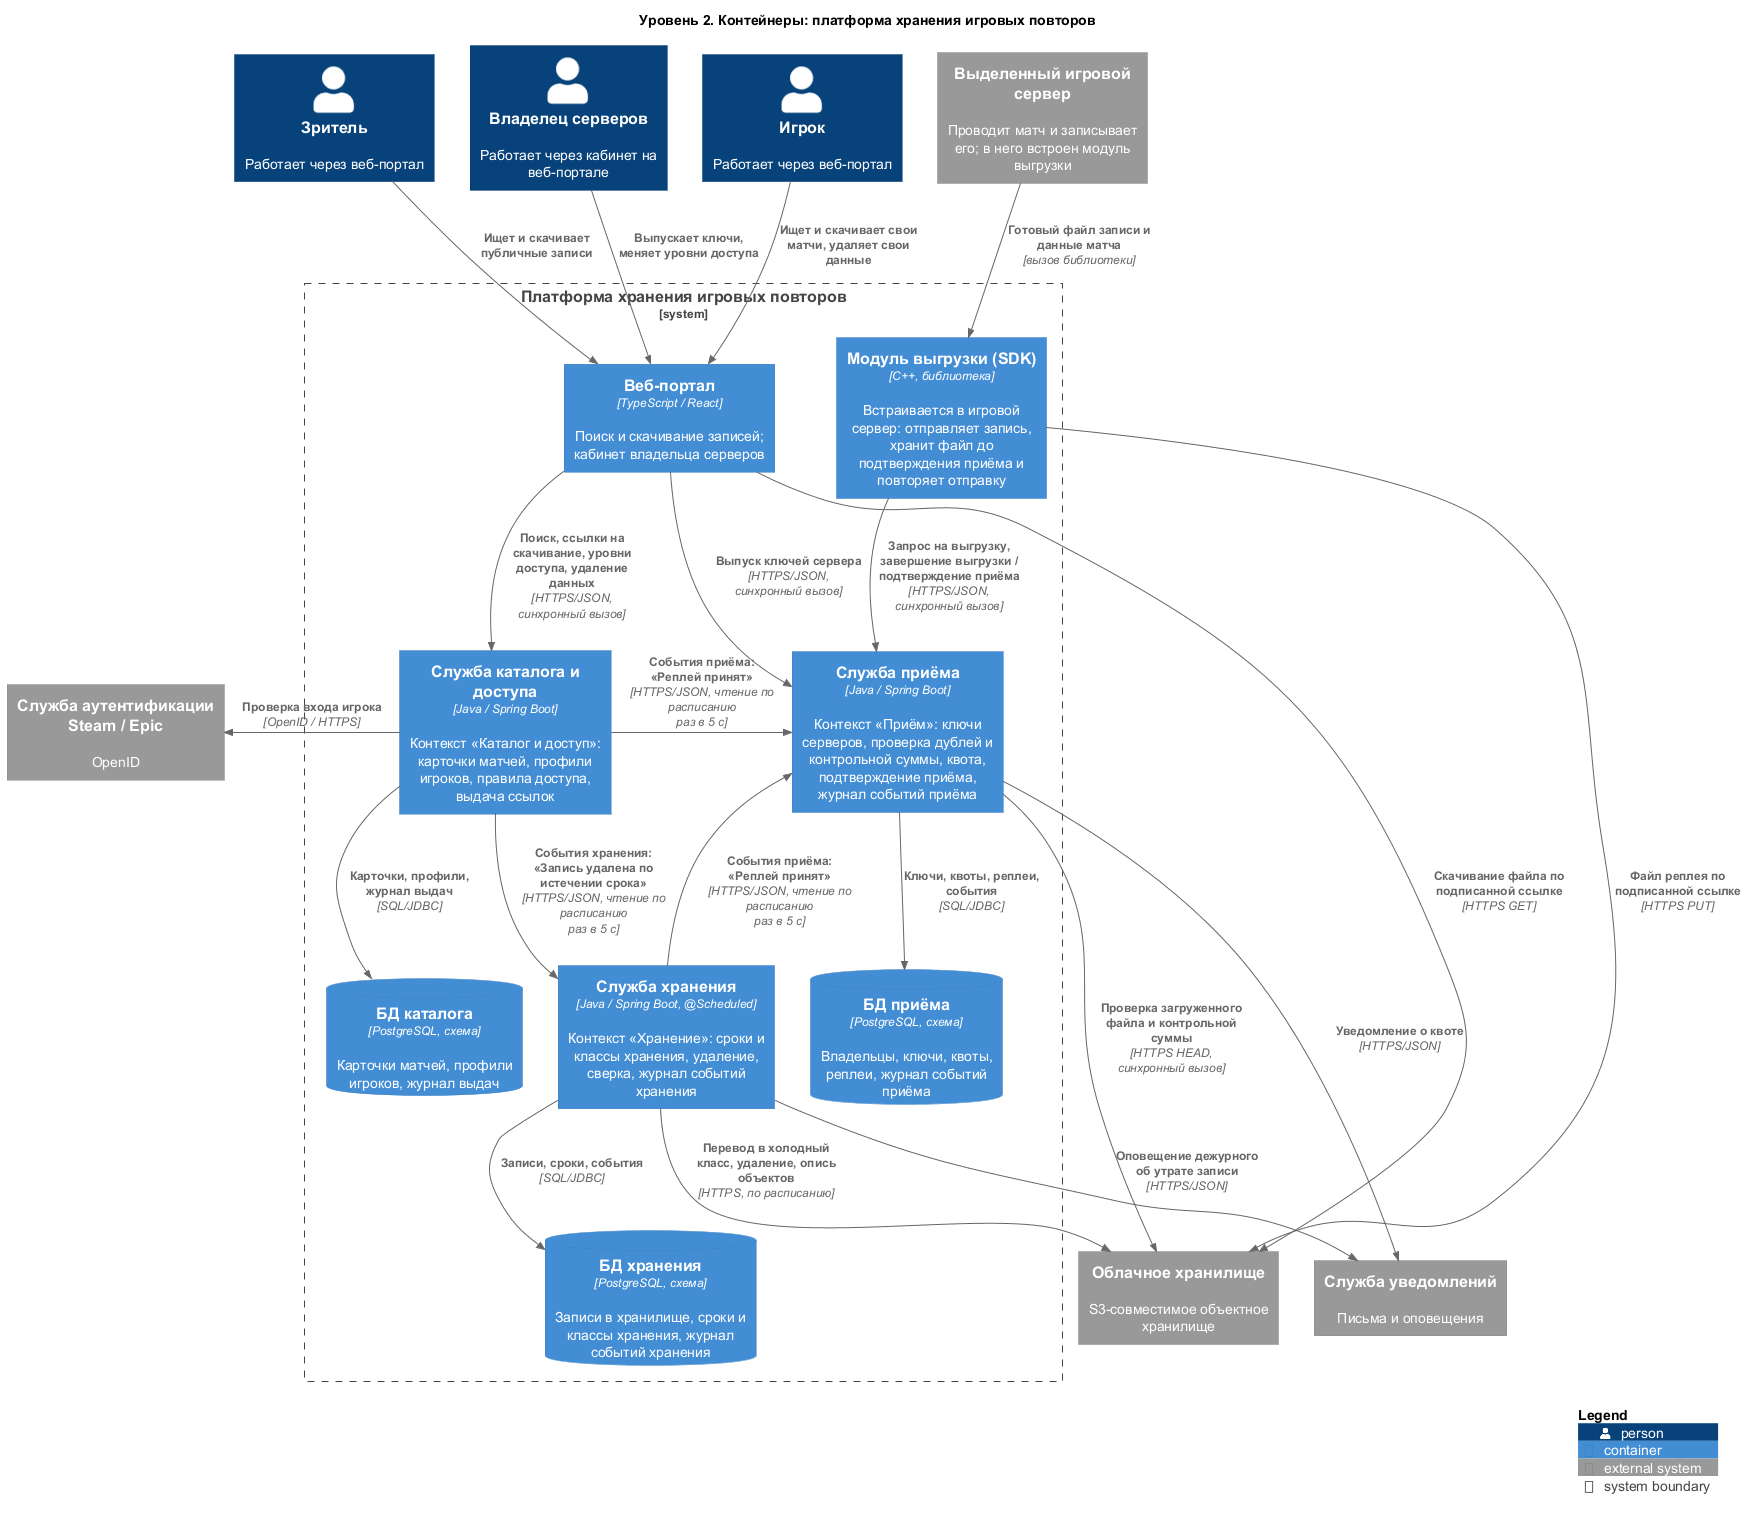 Уровень 2. Контейнеры: платформа хранения игровых повторов
Зритель
Работает через веб-портал
Владелец серверов
Работает через кабинет на
веб-портале
Игрок
Работает через веб-портал
Выделенный игровой
сервер
Проводит матч и записывает
его; в него встроен модуль
выгрузки
Ищет и скачивает
публичные записи
Выпускает ключи,
меняет уровни доступа
Ищет и скачивает свои
матчи, удаляет свои
данные
Готовый файл записи и
данные матча
[вызов библиотеки]
Платформа хранения игровых повторов
[system]
Веб-портал
[TypeScript / React]
Поиск и скачивание записей;
кабинет владельца серверов
Модуль выгрузки (SDK)
[C++, библиотека]
Встраивается в игровой
сервер: отправляет запись,
хранит файл до
подтверждения приёма и
повторяет отправку
Поиск, ссылки на
скачивание, уровни
доступа, удаление
данных
[HTTPS/JSON,
синхронный вызов]
Выпуск ключей сервера
[HTTPS/JSON,
синхронный вызов]
Запрос на выгрузку,
завершение выгрузки /
подтверждение приёма
[HTTPS/JSON,
синхронный вызов]
Служба аутентификации
Steam / Epic
OpenID
Проверка входа игрока
[OpenID / HTTPS]
Служба каталога и
доступа
[Java / Spring Boot]
Контекст «Каталог и доступ»:
карточки матчей, профили
игроков, правила доступа,
выдача ссылок
События приёма:
«Реплей принят»
[HTTPS/JSON, чтение по
расписанию
раз в 5 с]
Служба приёма
[Java / Spring Boot]
Контекст «Приём»: ключи
серверов, проверка дублей и
контрольной суммы, квота,
подтверждение приёма,
журнал событий приёма
Карточки, профили,
журнал выдач
[SQL/JDBC]
События хранения:
«Запись удалена по
истечении срока»
[HTTPS/JSON, чтение по
расписанию
раз в 5 с]
События приёма:
«Реплей принят»
[HTTPS/JSON, чтение по
расписанию
раз в 5 с]
Ключи, квоты, реплеи,
события
[SQL/JDBC]
Скачивание файла по
подписанной ссылке
[HTTPS GET]
Файл реплея по
подписанной ссылке
[HTTPS PUT]
БД каталога
[PostgreSQL, схема]
Карточки матчей, профили
игроков, журнал выдач
Служба хранения
[Java / Spring Boot, @Scheduled]
Контекст «Хранение»: сроки и
классы хранения, удаление,
сверка, журнал событий
хранения
БД приёма
[PostgreSQL, схема]
Владельцы, ключи, квоты,
реплеи, журнал событий
приёма
Проверка загруженного
файла и контрольной
суммы
[HTTPS HEAD,
синхронный вызов]
Уведомление о квоте
[HTTPS/JSON]
Записи, сроки, события
[SQL/JDBC]
Перевод в холодный
класс, удаление, опись
объектов
[HTTPS, по расписанию]
Оповещение дежурного
об утрате записи
[HTTPS/JSON]
БД хранения
[PostgreSQL, схема]
Записи в хранилище, сроки и
классы хранения, журнал
событий хранения
Облачное хранилище
S3-совместимое объектное
хранилище
Служба уведомлений
Письма и оповещения
Legend
person
container
external system
system boundary